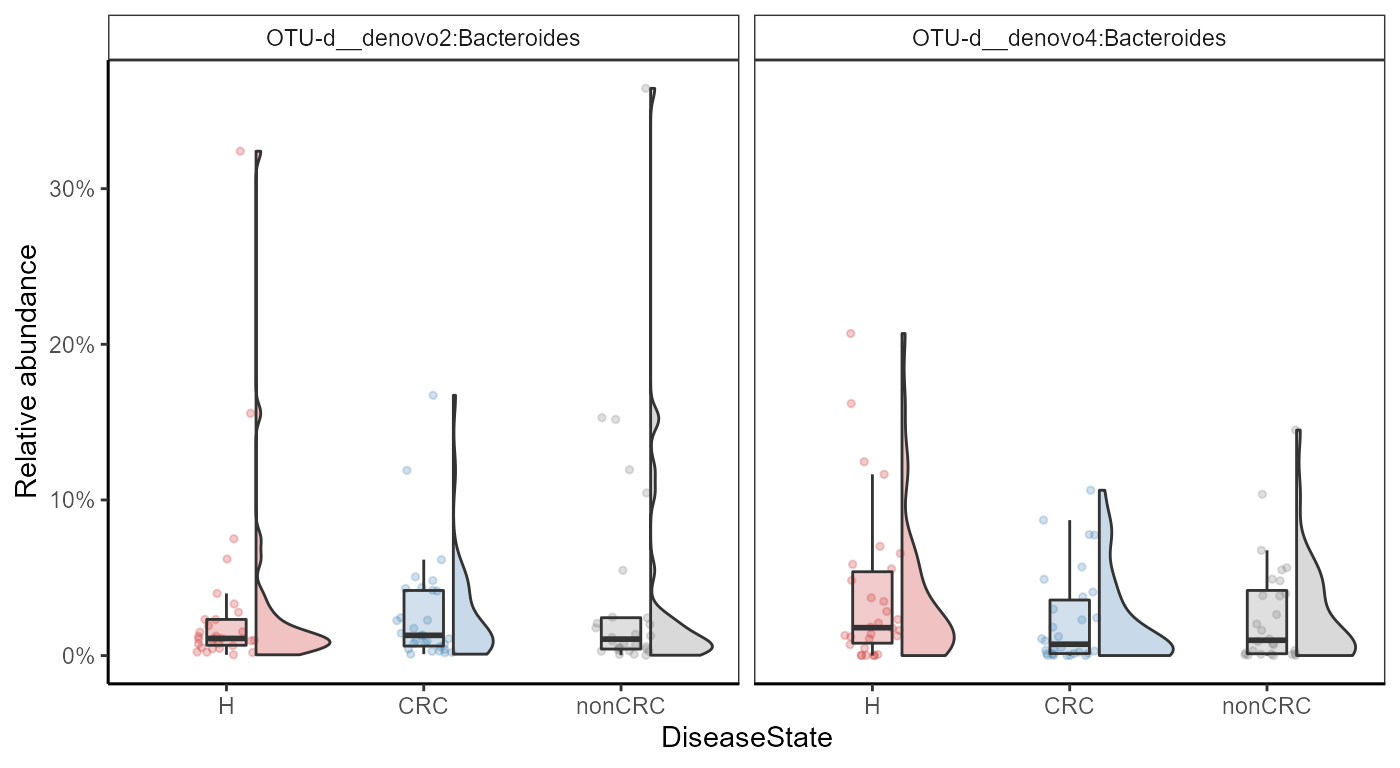 OTU-d__denovo2:Bacteroides
OTU-d__denovo4:Bacteroides
Relative abundance
30%
20%
10%
0%
H
CRC
nonCRC
H
CRC
nonCRC
DiseaseState